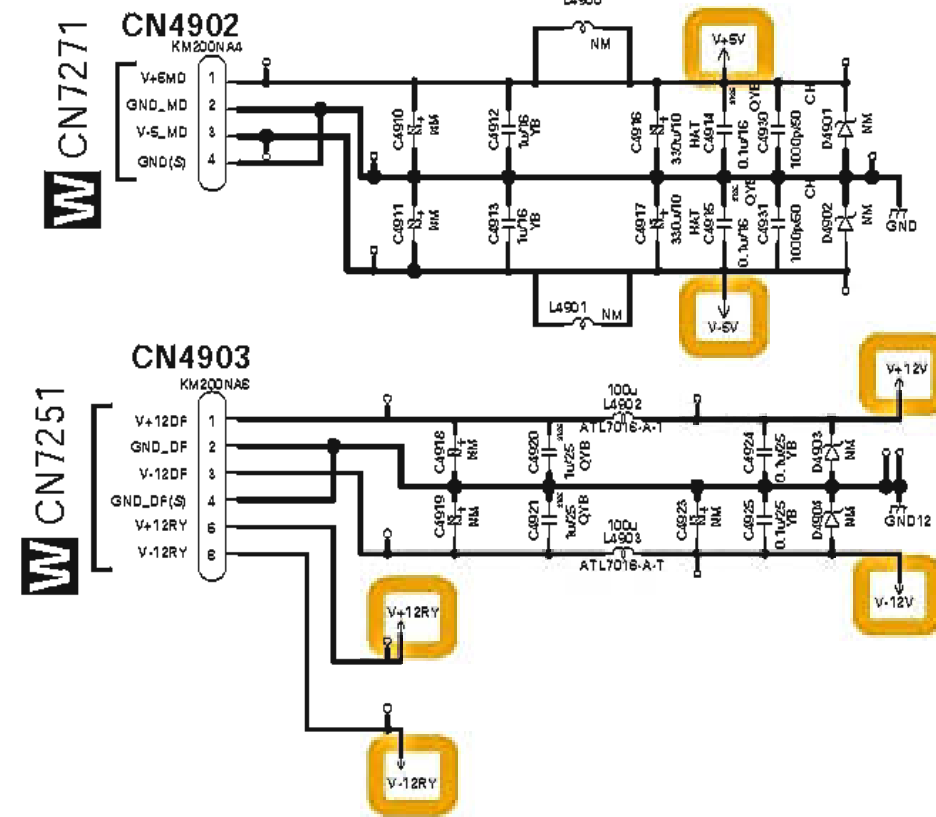 CN4902
KM200NA4
W CN7271
V+5MD 1
GND_MD 2
V-5_MD 3
GND(S) 4
NM
V+5V
C4910 NM
C4912 1u/16 YB
C4916 330u/10
HAT C4914 0.1u/16 QYB
C4930 1000p/50 CH
D4901 NM
C4911 NM
C4913 1u/16 YB
C4917 330u/10
HAT C4915 0.1u/16 QYB
C4931 1000p/50 CH
D4902 NM
GND
L4901 NM
V-5V
CN4903
KM200NA6
W CN7251
V+12DF 1
GND_DF 2
V-12DF 3
GND_DF(S) 4
V+12RY 5
V-12RY 6
100u
L4902
ATL7016-A-T
V+12V
C4918 NM
C4920 1u/25 QYB
C4924 0.1u/25 YB
D4903 NM
C4919 NM
C4921 1u/25 QYB
C4923 NM
C4925 0.1u/25 YB
D4904 NM
GND12
100u
L4903
ATL7016-A-T
V-12V
V+12RY
V-12RY